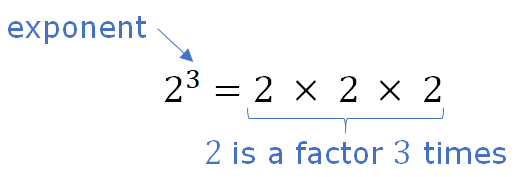 exponent
2³ = 2 × 2 × 2
2 is a factor 3 times